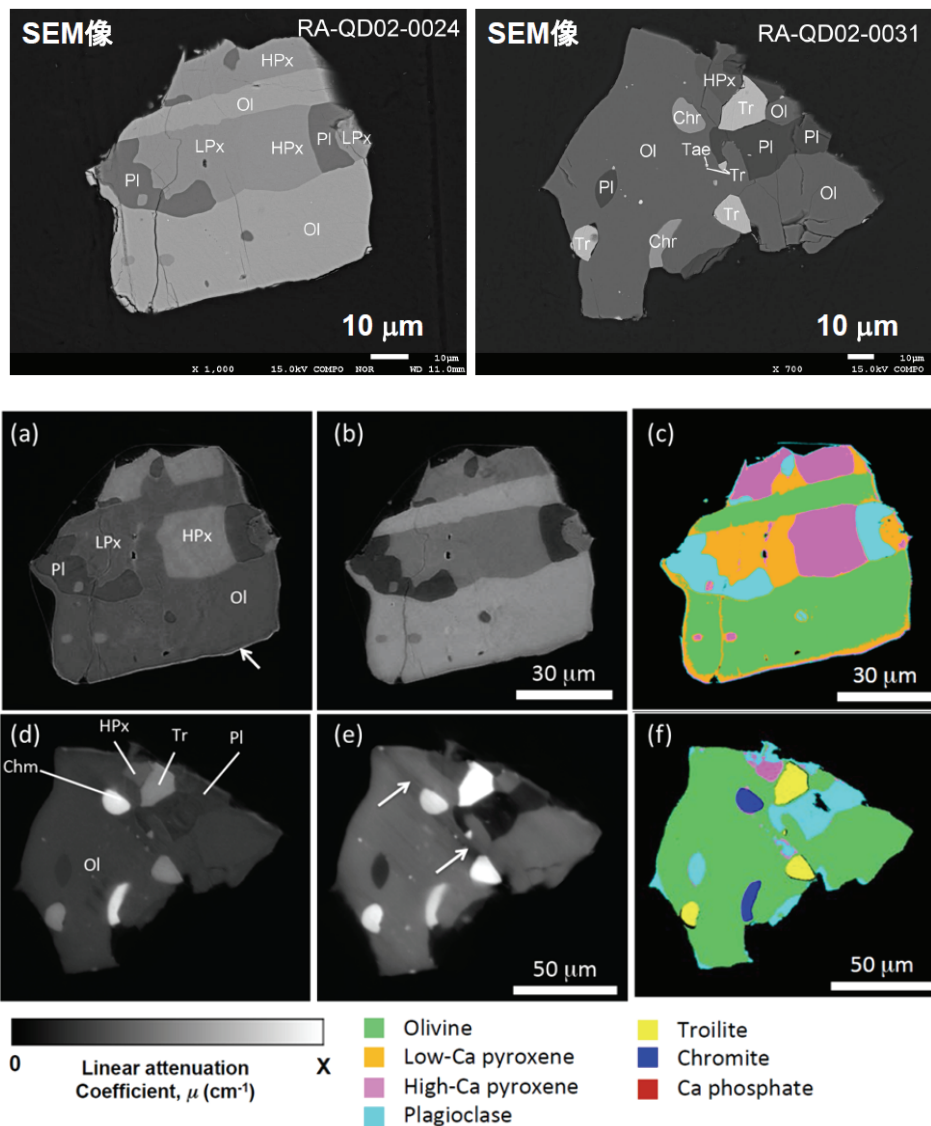 SEM像
RA-QD02-0024
HPx
Ol
LPx
HPx
Pl
LPx
Pl
Ol
10 μm
10μm
X 1,000 15.0kV COMPO NOR WD 11.0mm
SEM像
RA-QD02-0031
HPx
Tr
Ol
Chr
Pl
Pl
Ol
Tae
Tr
Pl
Ol
Tr
Tr
Chr
10 μm
10μm
X 700 15.0kV COMPO
(a)
LPx
HPx
Pl
Ol
(b)
30 μm
(c)
30 μm
(d)
HPx
Tr
Pl
Chm
Ol
(e)
50 μm
(f)
50 μm
0
X
Linear attenuation
Coefficient, μ (cm-1)
Olivine
Low-Ca pyroxene
High-Ca pyroxene
Plagioclase
Troilite
Chromite
Ca phosphate